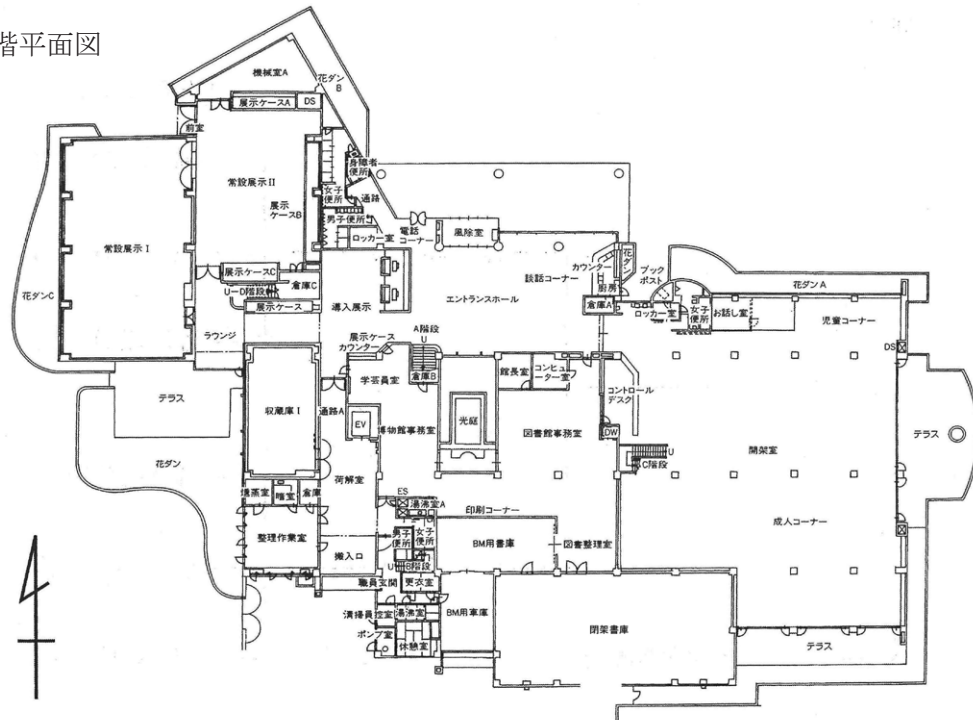 階平面図
機械室A
花ダン
B
展示ケースA
DS
前室
身障者
便所
常設展示Ⅱ
女子
便所
通路
展示
ケースB
男子便所
電話
コーナー
風除室
ロッカー室
常設展示Ⅰ
花ダンC
花ダン
カウンター
談話コーナー
ブック
ポスト
厨房
花ダンA
展示ケースC
倉庫C
U－D階段
展示ケース
導入展示
エントランスホール
倉庫A
ロッカー室
女子
便所
お話し室
児童コーナー
ラウンジ
A階段
U
展示ケース
カウンター
DS
倉庫B
館長室
コンピュ
ーター室
学芸員室
テラス
収蔵庫Ⅰ
通路A
コントロール
デスク
光庭
EV
博物館事務室
図書館事務室
DW
テラス
U
C階段
開架室
花ダン
荷解室
燻蒸室
暗室
倉庫
ES
湯沸室A
印刷コーナー
成人コーナー
整理作業室
男子
便所
女子
便所
BM用書庫
図書整理室
搬入口
U
B階段
職員玄関
更衣室
清掃員控室
湯沸室
BM用車庫
閉架書庫
ポンプ室
休憩室
テラス